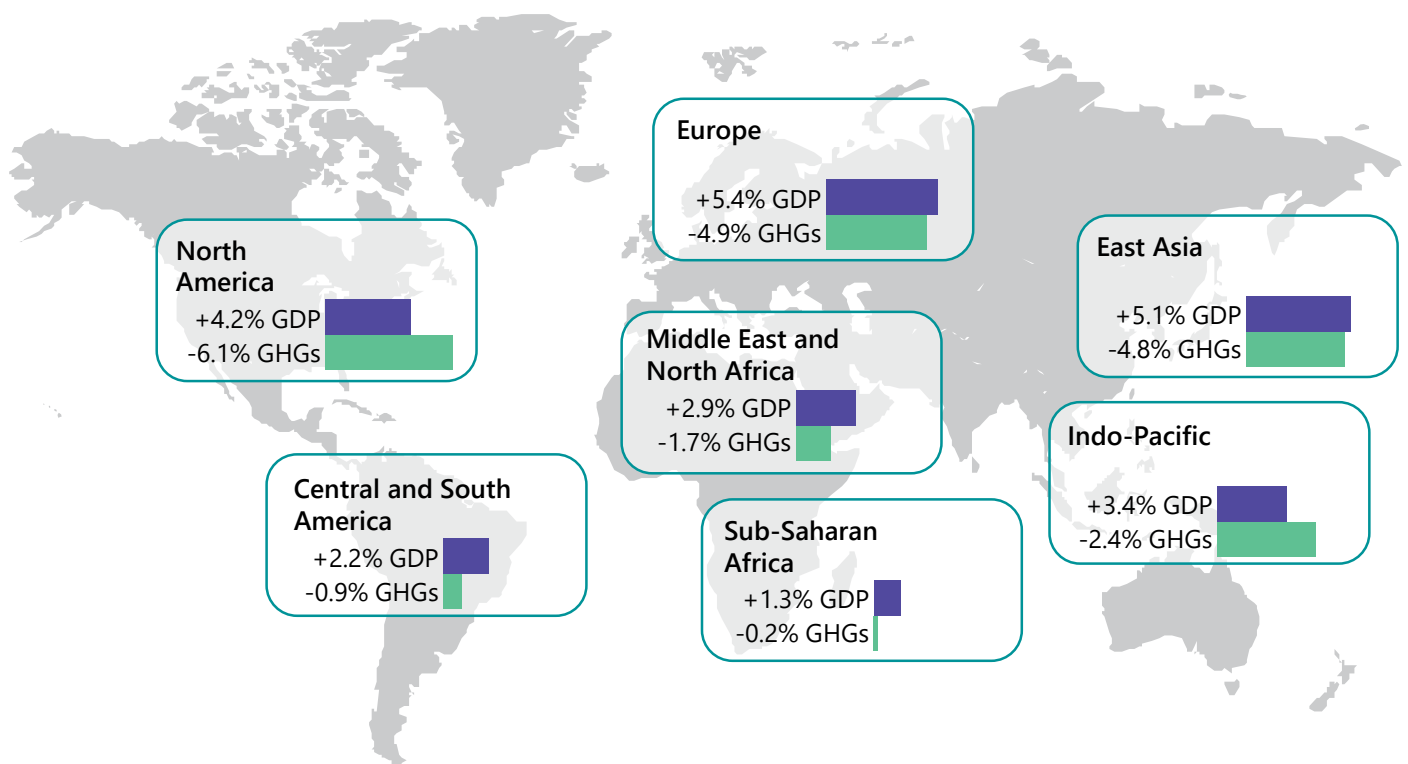 Europe
+5.4% GDP
-4.9% GHGs
North
America
+4.2% GDP
-6.1% GHGs
East Asia
+5.1% GDP
-4.8% GHGs
Middle East and
North Africa
+2.9% GDP
-1.7% GHGs
Indo-Pacific
+3.4% GDP
-2.4% GHGs
Central and South
America
+2.2% GDP
-0.9% GHGs
Sub-Saharan
Africa
+1.3% GDP
-0.2% GHGs